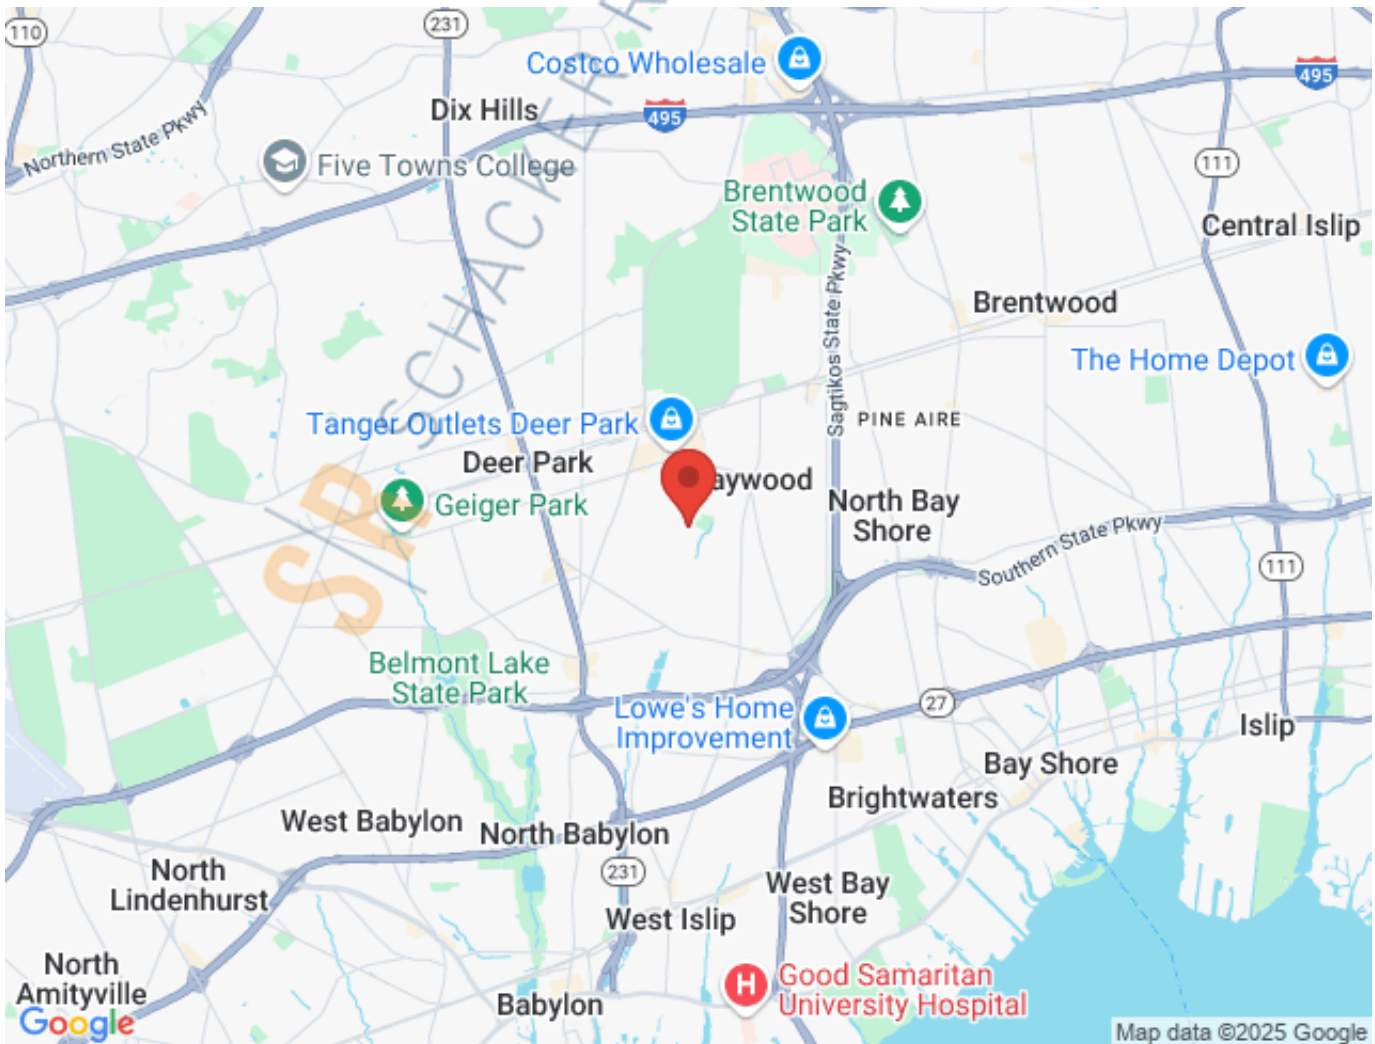 110
231
Costco Wholesale
495
Dix Hills
495
Northern State Pkwy
Five Towns College
111
Brentwood
State Park
Central Islip
Sagtikos State Pkwy
Brentwood
The Home Depot
Tanger Outlets Deer Park
PINE AIRE
Deer Park
aywood
Geiger Park
North Bay
Shore
Southern State Pkwy
111
SR SCHACKER R
Belmont Lake
State Park
Lowe's Home
Improvement
27
Islip
Bay Shore
Brightwaters
West Babylon
North Babylon
North
Lindenhurst
231
West Bay
Shore
West Islip
North
Amityville
Babylon
Good Samaritan
University Hospital
Google
Map data ©2025 Google